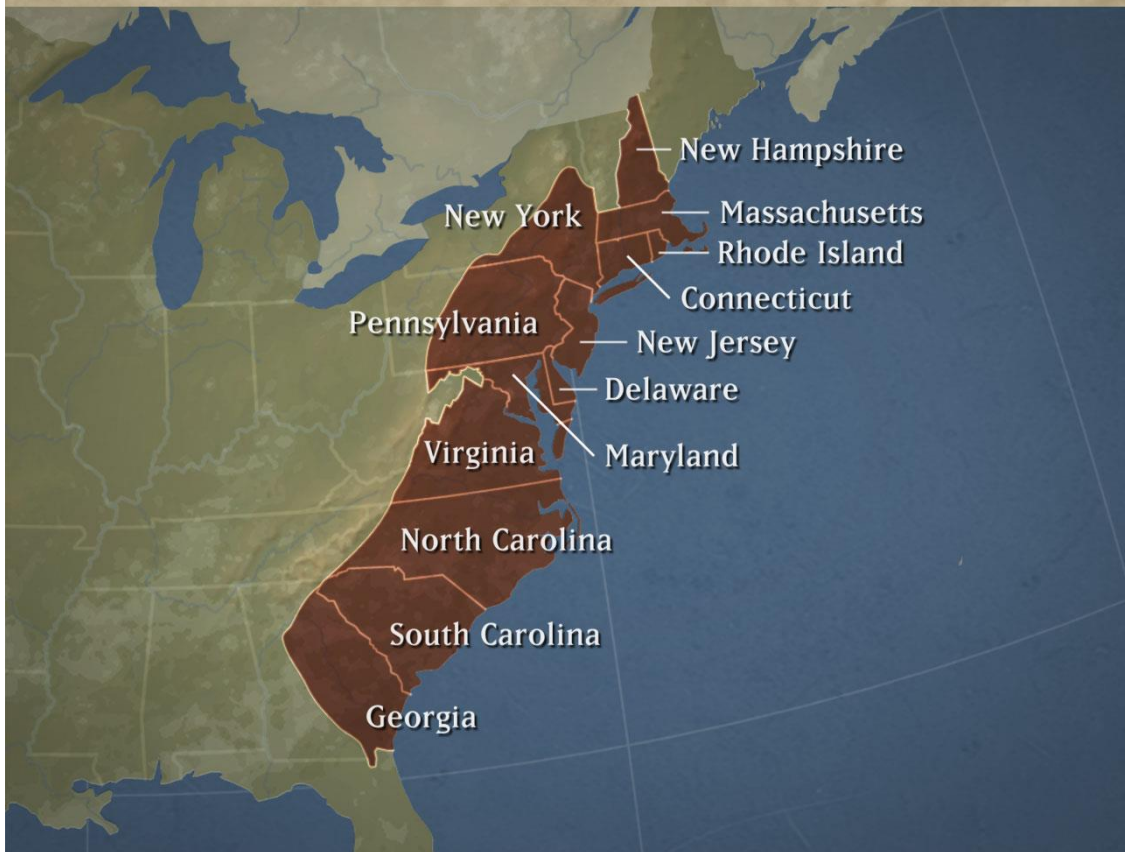 New Hampshire
New York
Massachusetts
Rhode Island
Connecticut
Pennsylvania
New Jersey
Delaware
Virginia
Maryland
North Carolina
South Carolina
Georgia